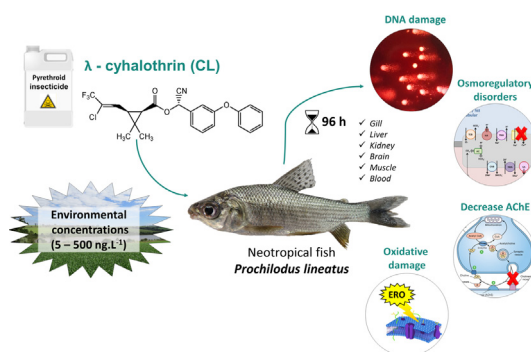 Pyrethroid
insecticide
λ - cyhalothrin (CL)
F₃C
Cl
H₃C
CH₃
O
O
CN
O
Environmental
concentrations
(5 – 500 ng.L⁻¹)
96 h
✓ Gill
✓ Liver
✓ Kidney
✓ Brain
✓ Muscle
✓ Blood
Neotropical fish
Prochilodus lineatus
DNA damage
Osmoregulatory
disorders
Decrease AChE
Oxidative
damage
ERO